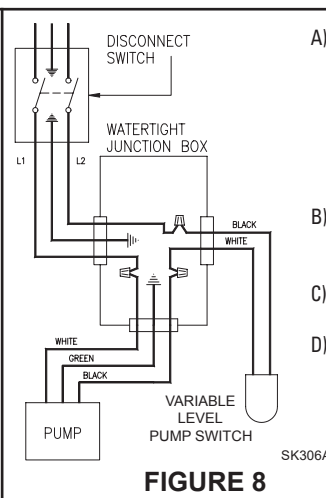 DISCONNECT
SWITCH
A)
L1
L2
WATERTIGHT
JUNCTION BOX
BLACK
B)
WHITE
C)
WHITE
D)
GREEN
BLACK
VARIABLE
LEVEL
PUMP SWITCH
PUMP
SK306A
FIGURE 8